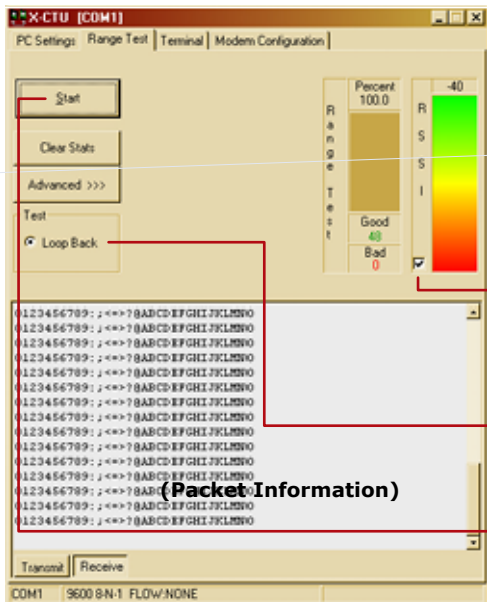 X-CTU [COM1]
PC Settings Range Test Terminal Modem Configuration
Start
Clear Stats
Advanced >>>
Test
Loop Back
Range Test
Percent
100.0
Good
48
Bad
0
-40
RSSI
0123456789:;<=>?@ABCDEFGHIJKLMNO
0123456789:;<=>?@ABCDEFGHIJKLMNO
0123456789:;<=>?@ABCDEFGHIJKLMNO
0123456789:;<=>?@ABCDEFGHIJKLMNO
0123456789:;<=>?@ABCDEFGHIJKLMNO
0123456789:;<=>?@ABCDEFGHIJKLMNO
0123456789:;<=>?@ABCDEFGHIJKLMNO
0123456789:;<=>?@ABCDEFGHIJKLMNO
0123456789:;<=>?@ABCDEFGHIJKLMNO
0123456789:;<=>?@ABCDEFGHIJKLMNO
0123456789:;<=>?@ABCDEFGHIJKLMNO
0123456789:;<=>?@ABCDEFGHIJKLMNO
(Packet Information)
0123456789:;<=>?@ABCDEFGHIJKLMNO
0123456789:;<=>?@ABCDEFGHIJKLMNO
0123456789:;<=>?@ABCDEFGHIJKLMNO
Transmit Receive
COM1 9600 8-N-1 FLOW:NONE